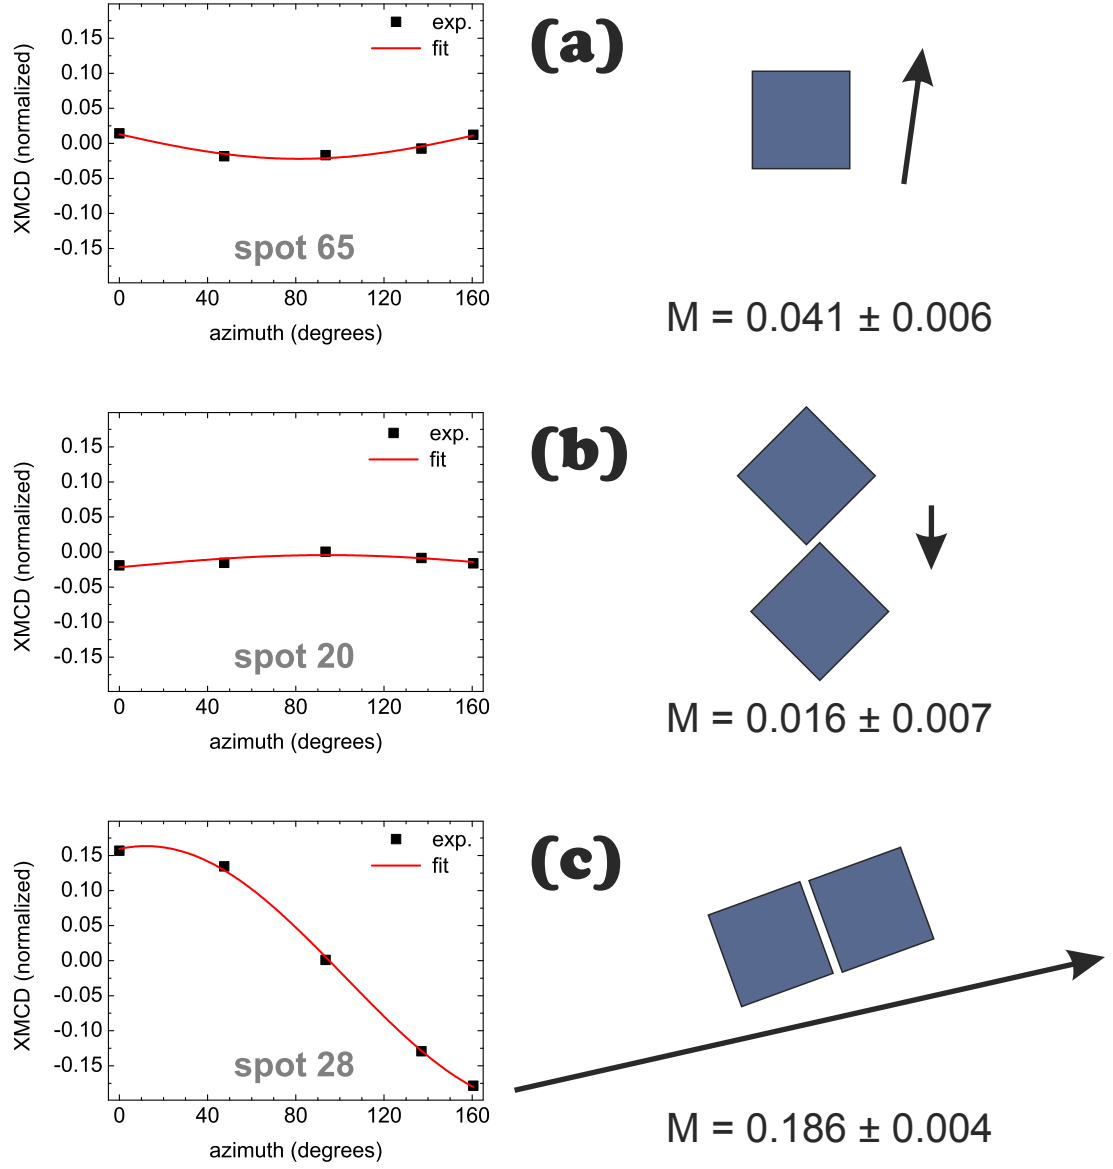 (a)
exp.
fit
0.15
0.10
0.05
0.00
-0.05
-0.10
-0.15
XMCD (normalized)
spot 65
0 40 80 120 160
azimuth (degrees)
M = 0.041 ± 0.006
(b)
exp.
fit
0.15
0.10
0.05
0.00
-0.05
-0.10
-0.15
XMCD (normalized)
spot 20
0 40 80 120 160
azimuth (degrees)
M = 0.016 ± 0.007
(c)
exp.
fit
0.15
0.10
0.05
0.00
-0.05
-0.10
-0.15
XMCD (normalized)
spot 28
0 40 80 120 160
azimuth (degrees)
M = 0.186 ± 0.004